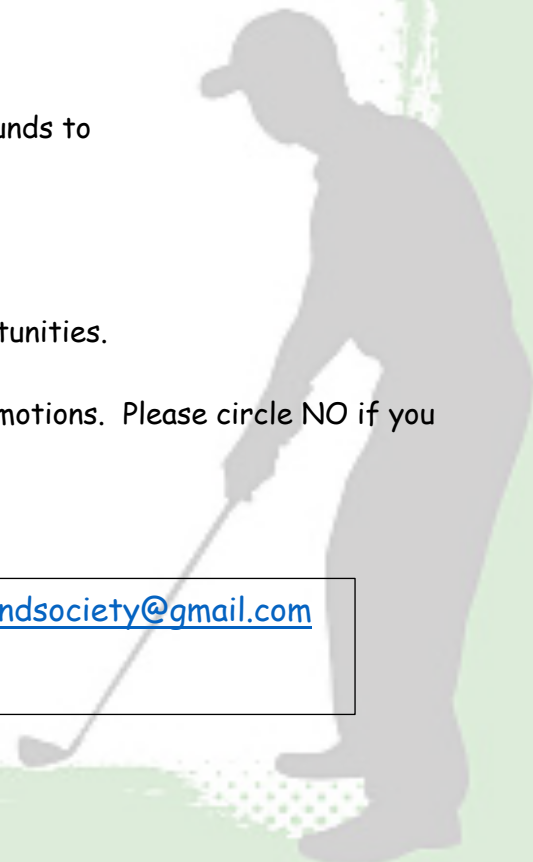 unds to
tunities.
motions. Please circle NO if you
ndsociety@gmail.com